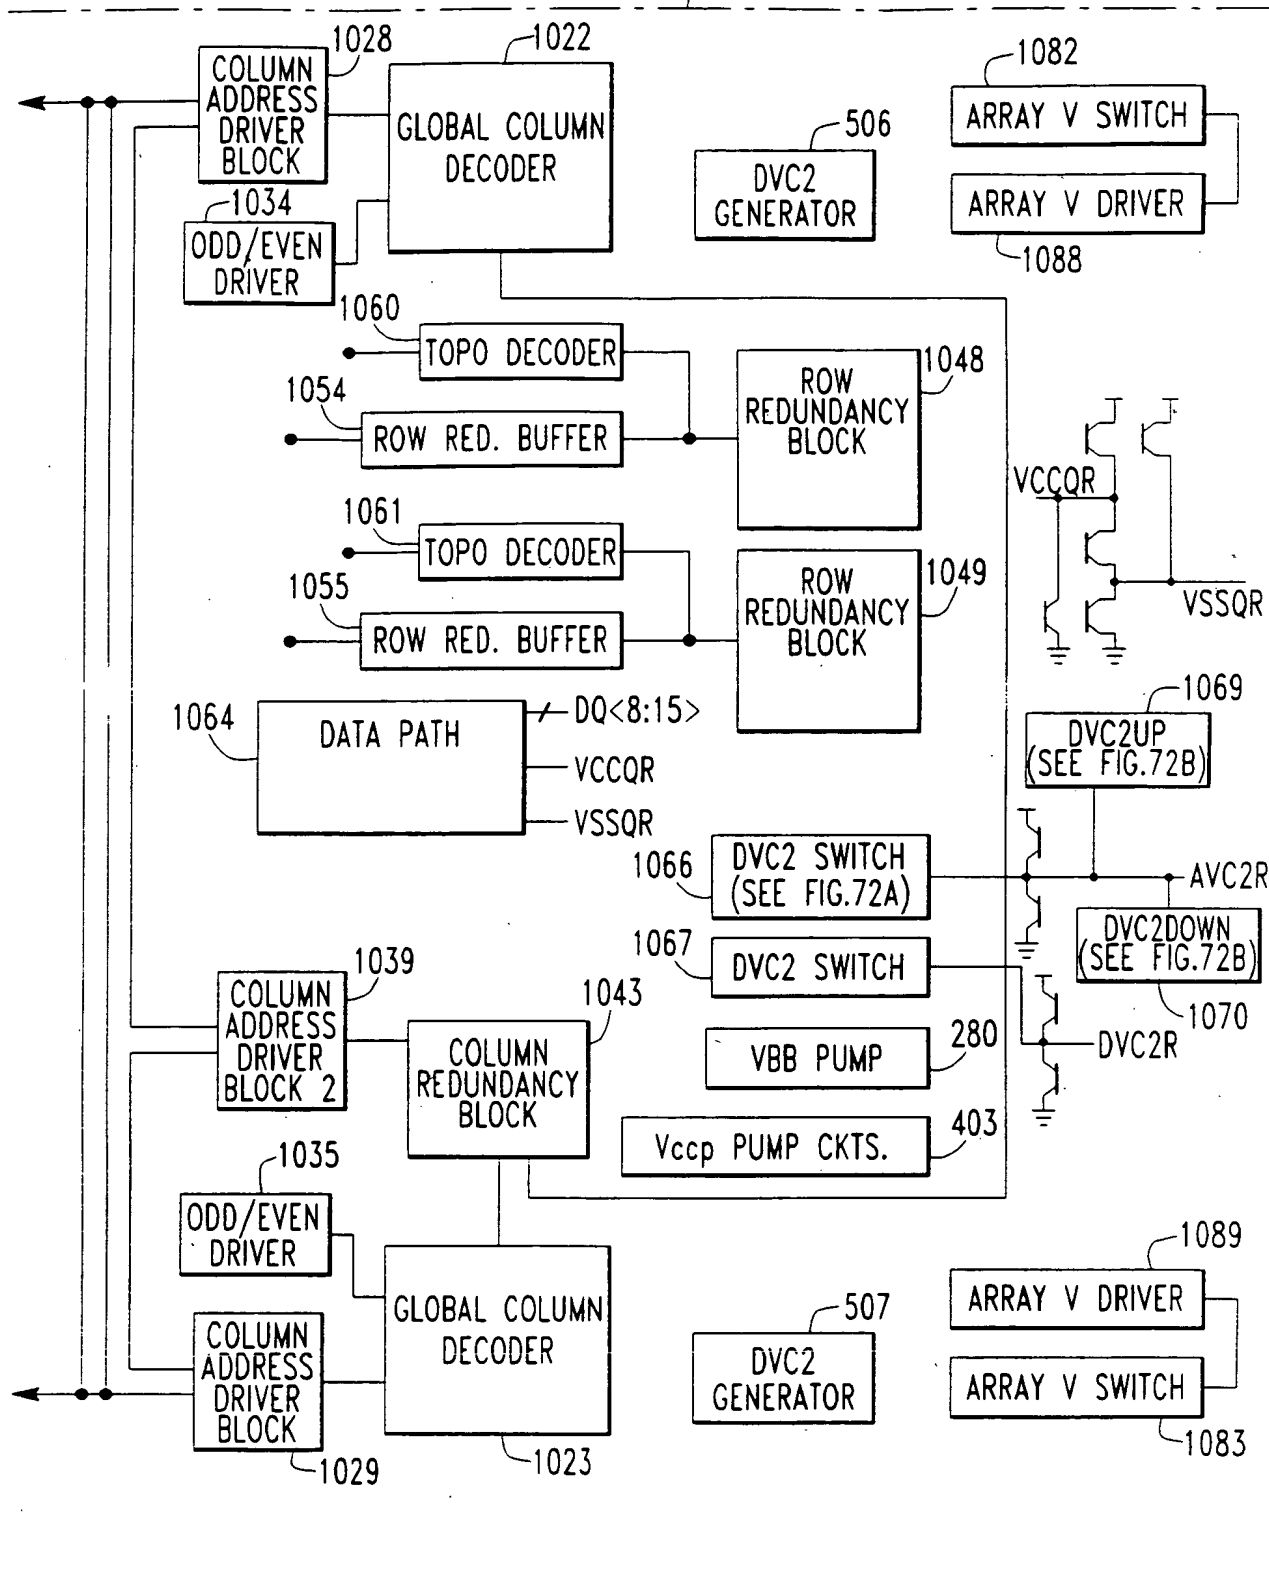 1028
COLUMN
ADDRESS
DRIVER
BLOCK
1022
GLOBAL COLUMN
DECODER
1082
ARRAY V SWITCH
506
DVC2
GENERATOR
ARRAY V DRIVER
1088
1034
ODD/EVEN
DRIVER
1060
TOPO DECODER
1054
ROW RED. BUFFER
1048
ROW
REDUNDANCY
BLOCK
VCCQR
VSSQR
1061
TOPO DECODER
1055
ROW RED. BUFFER
1049
ROW
REDUNDANCY
BLOCK
1064
DATA PATH
DQ<8:15>
VCCQR
VSSQR
1069
DVC2UP
(SEE FIG.72B)
1066
DVC2 SWITCH
(SEE FIG.72A)
AVC2R
DVC2DOWN
(SEE FIG.72B)
1070
1067
DVC2 SWITCH
DVC2R
1039
COLUMN
ADDRESS
DRIVER
BLOCK 2
1043
COLUMN
REDUNDANCY
BLOCK
280
VBB PUMP
403
Vccp PUMP CKTS.
1035
ODD/EVEN
DRIVER
GLOBAL COLUMN
DECODER
1023
COLUMN
ADDRESS
DRIVER
BLOCK
1029
507
DVC2
GENERATOR
1089
ARRAY V DRIVER
ARRAY V SWITCH
1083